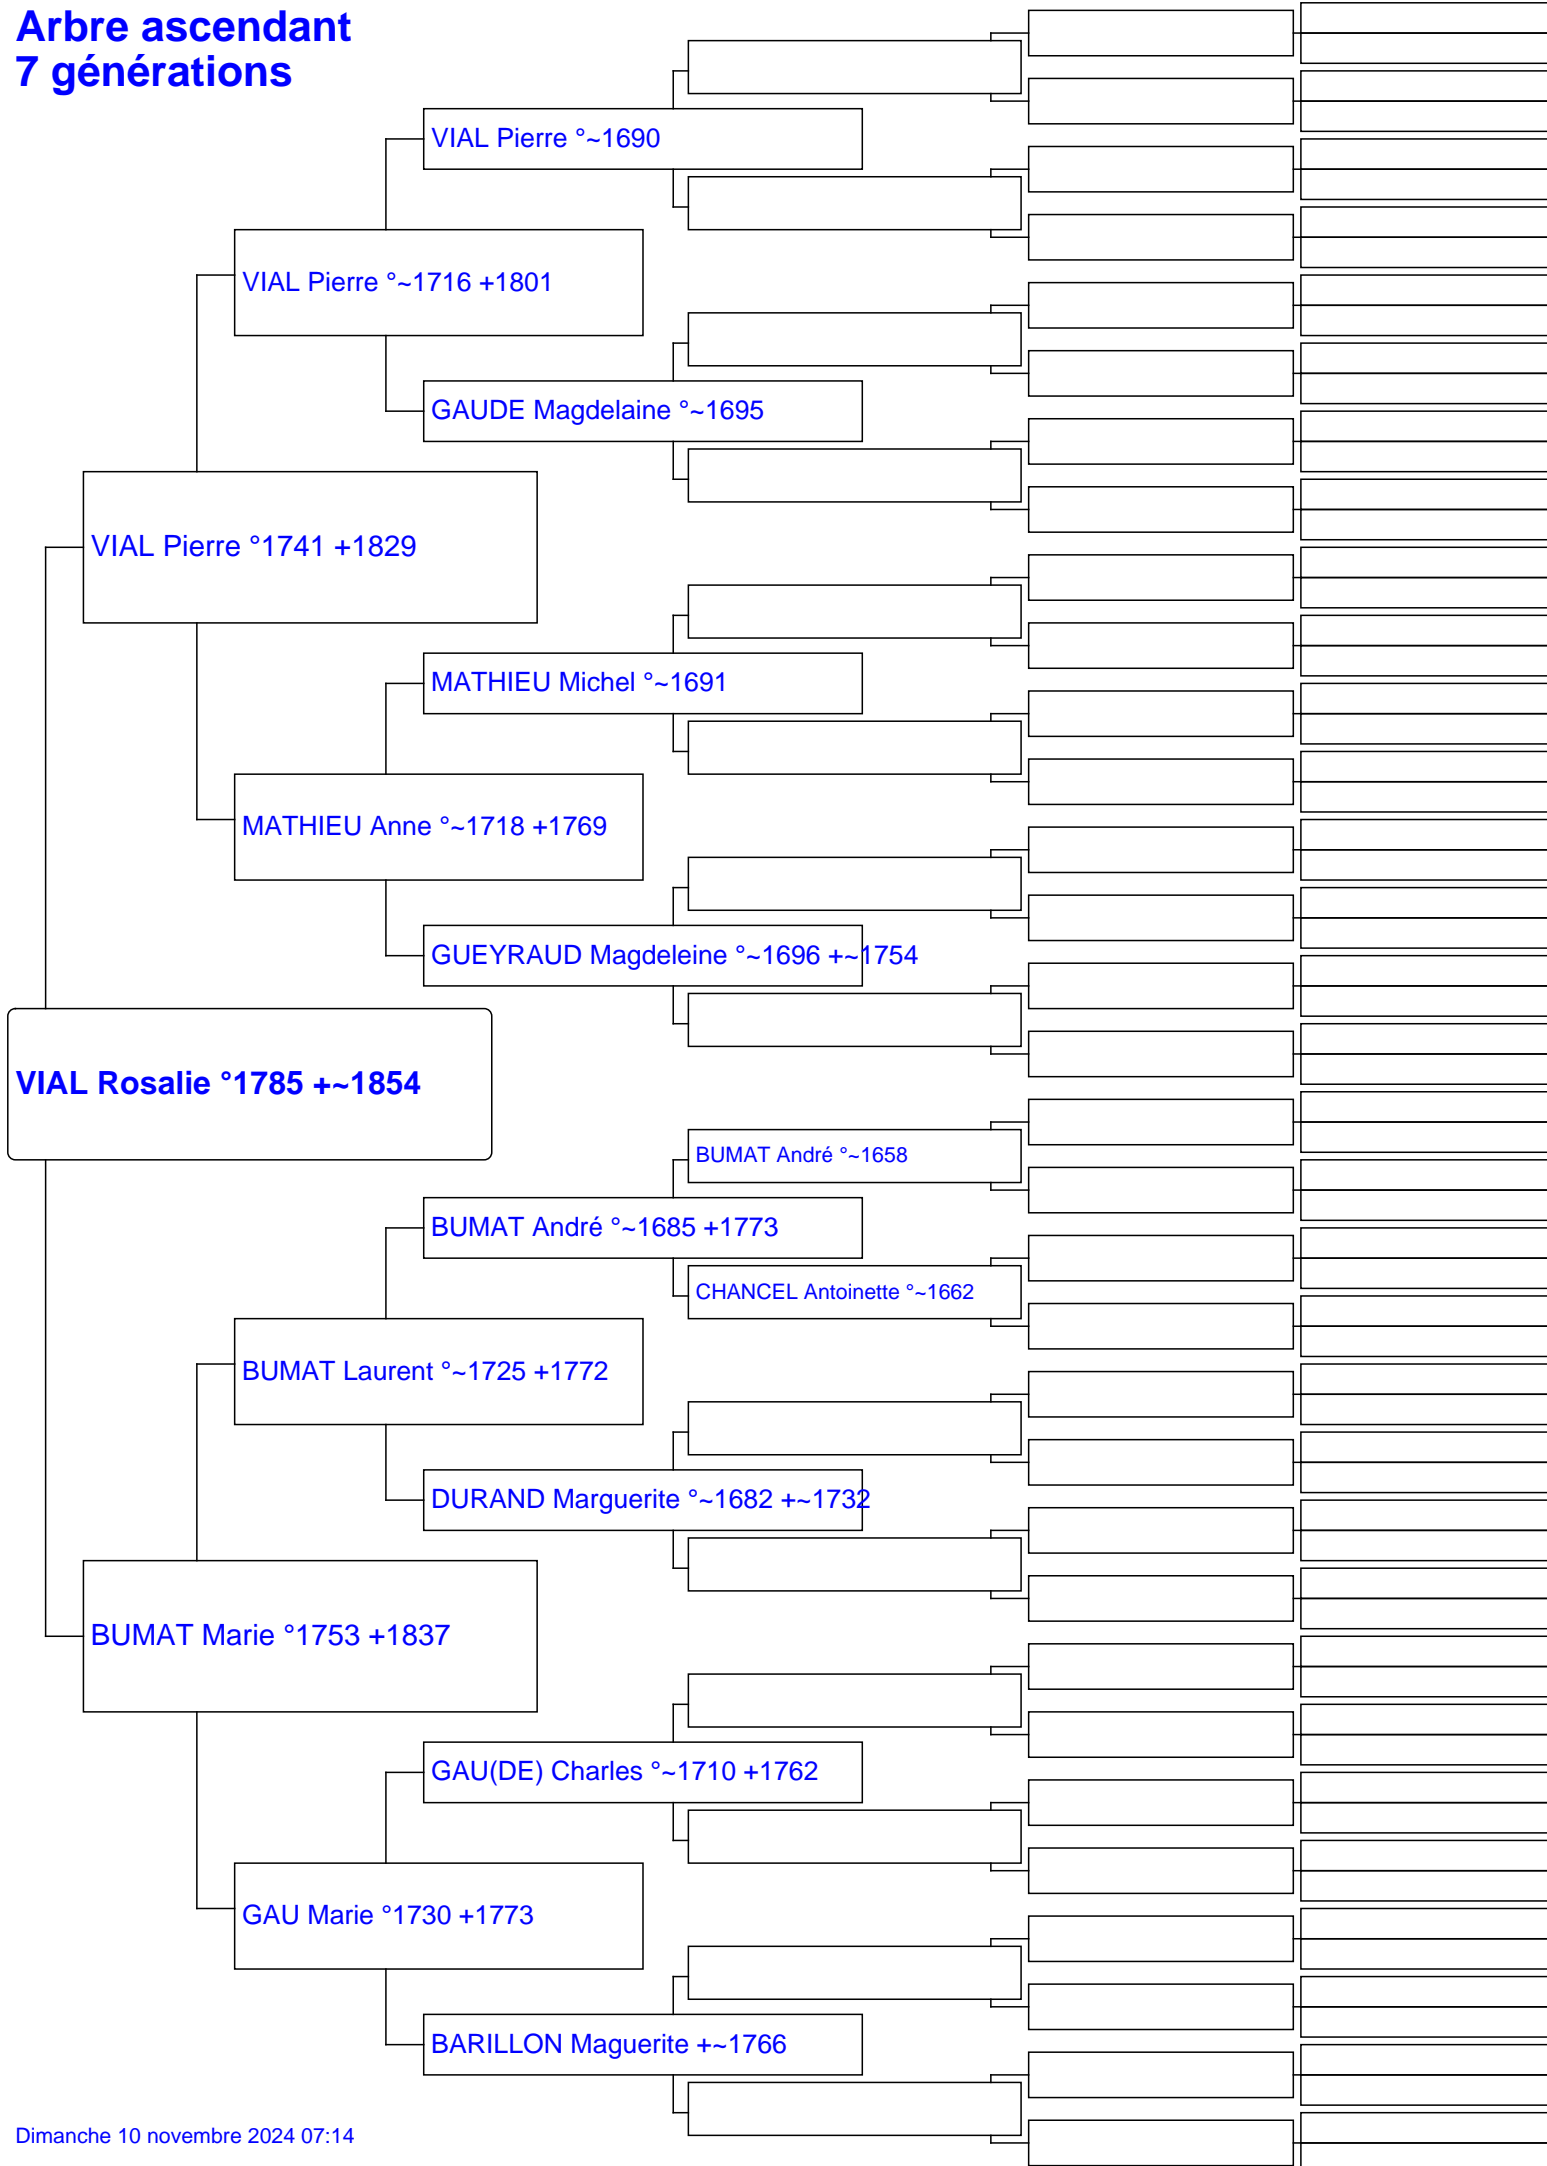 Arbre ascendant
7 générations
VIAL Pierre °~1690
VIAL Pierre °~1716 +1801
GAUDE Magdelaine °~1695
VIAL Pierre °1741 +1829
MATHIEU Michel °~1691
MATHIEU Anne °~1718 +1769
GUEYRAUD Magdeleine °~1696 +~1754
VIAL Rosalie °1785 +~1854
BUMAT André °~1658
BUMAT André °~1685 +1773
CHANCEL Antoinette °~1662
BUMAT Laurent °~1725 +1772
DURAND Marguerite °~1682 +~1732
BUMAT Marie °1753 +1837
GAU(DE) Charles °~1710 +1762
GAU Marie °1730 +1773
BARILLON Maguerite +~1766
Dimanche 10 novembre 2024 07:14